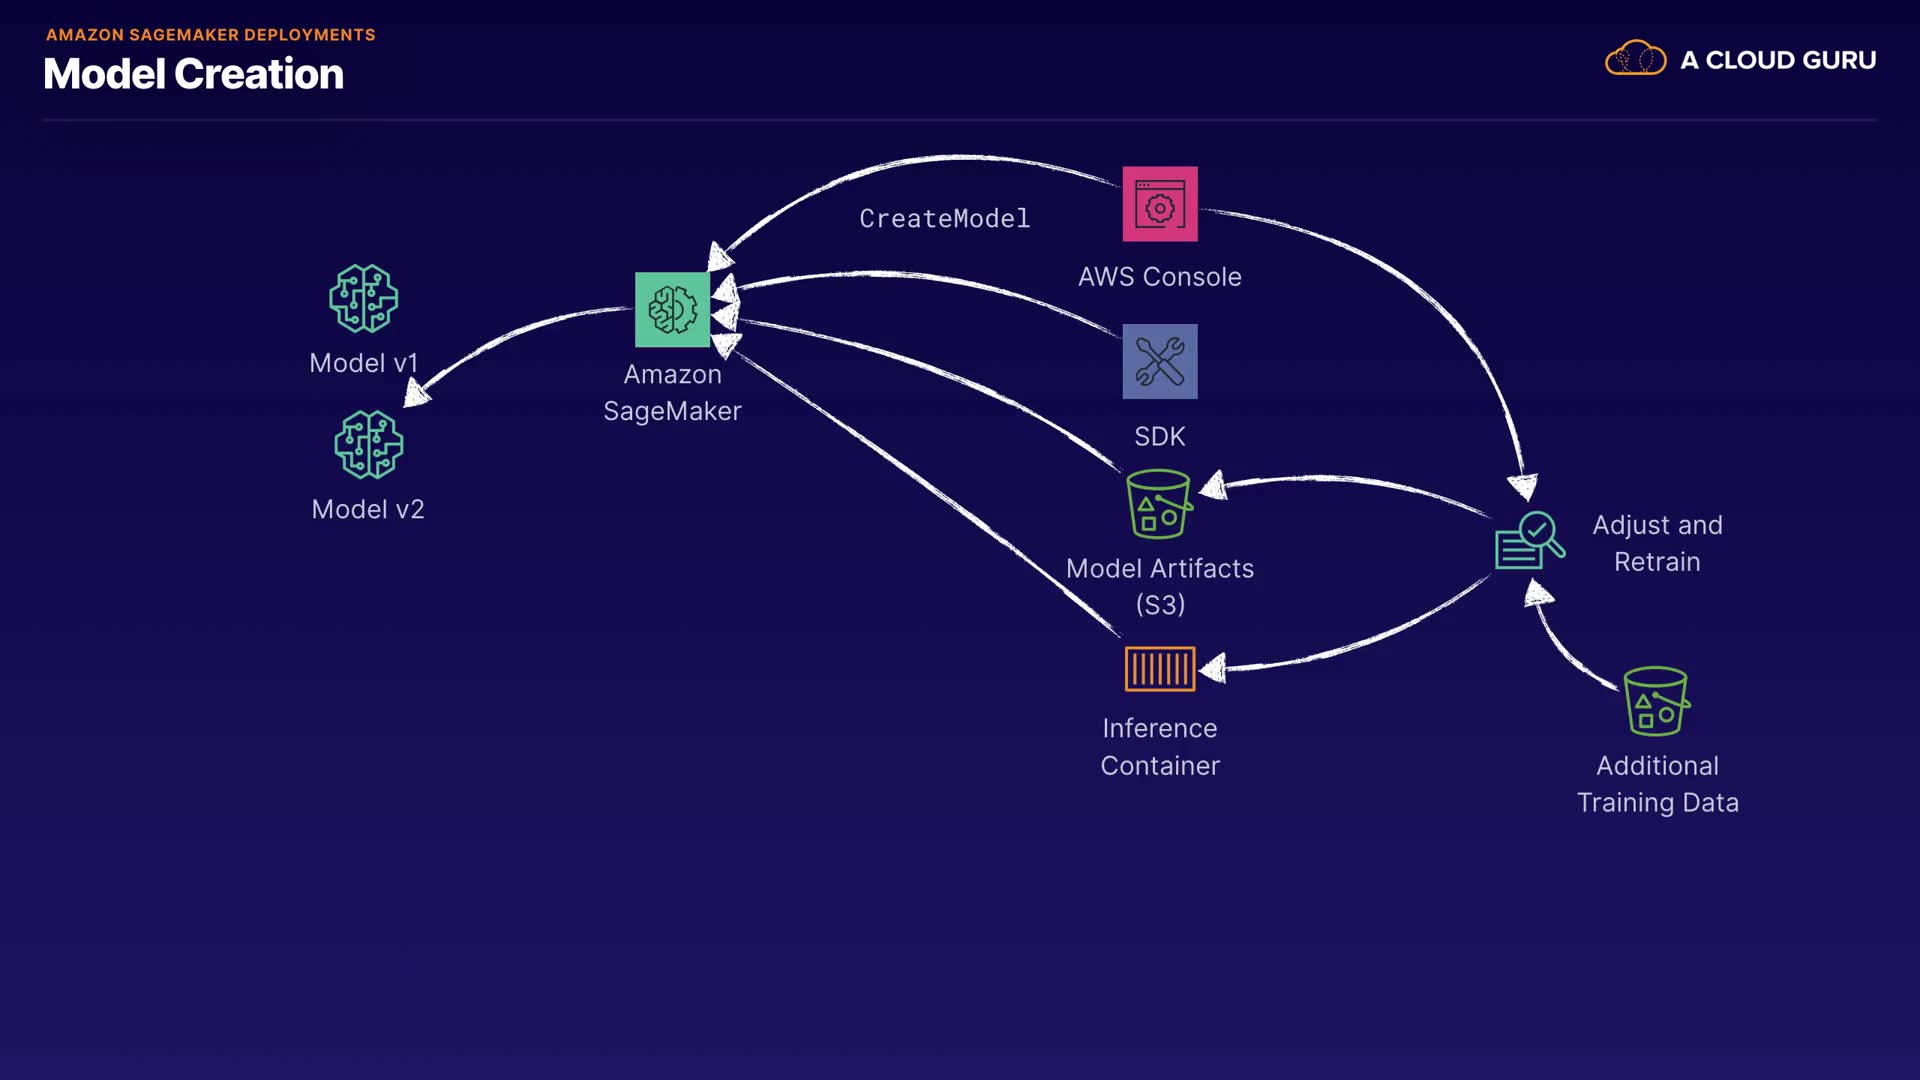 AMAZON SAGEMAKER DEPLOYMENTS
Model Creation
A CLOUD GURU
CreateModel
AWS Console
Model v1
Amazon
SageMaker
SDK
Model v2
Adjust and
Retrain
Model Artifacts
(S3)
Inference
Container
Additional
Training Data